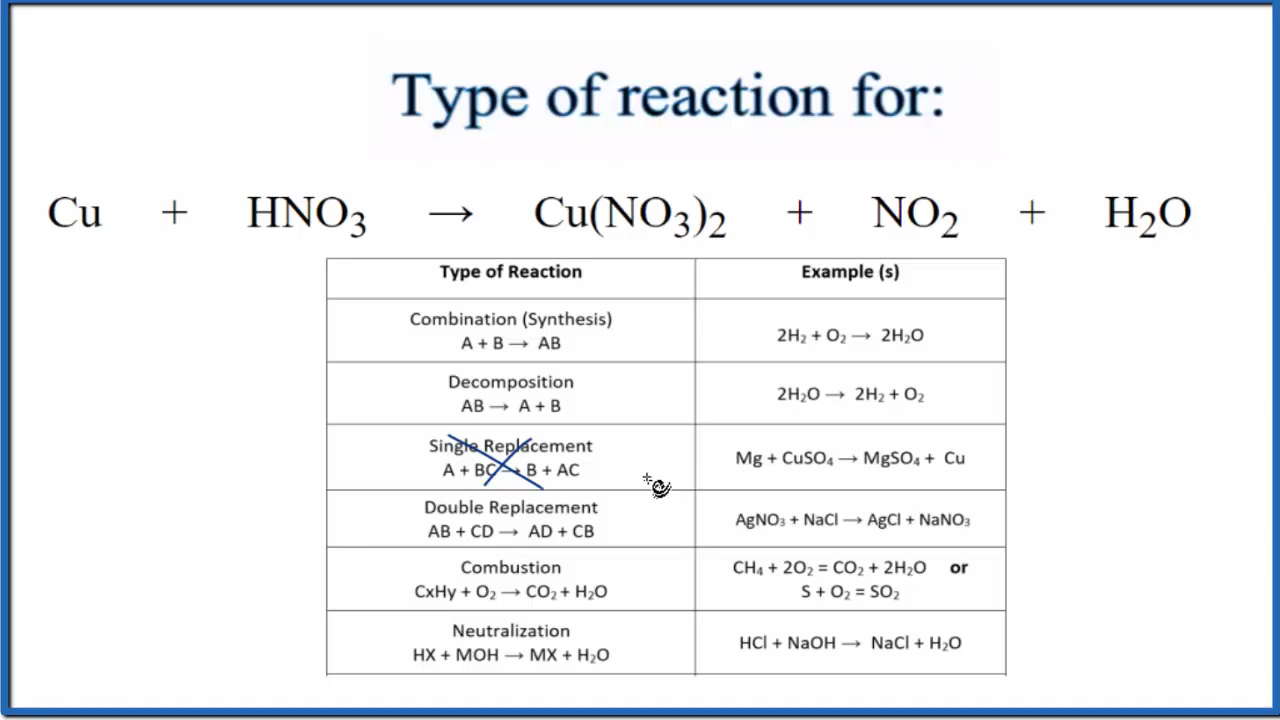 Type of reaction for:
Cu + HNO₃ → Cu(NO₃)₂ + NO₂ + H₂O
Type of Reaction
Example (s)
Combination (Synthesis)
A + B → AB
2H₂ + O₂ → 2H₂O
Decomposition
AB → A + B
2H₂O → 2H₂ + O₂
Single Replacement
A + BC → B + AC
Mg + CuSO₄ → MgSO₄ + Cu
Double Replacement
AB + CD → AD + CB
AgNO₃ + NaCl → AgCl + NaNO₃
Combustion
CxHy + O₂ → CO₂ + H₂O
CH₄ + 2O₂ = CO₂ + 2H₂O or
S + O₂ = SO₂
Neutralization
HX + MOH → MX + H₂O
HCl + NaOH → NaCl + H₂O